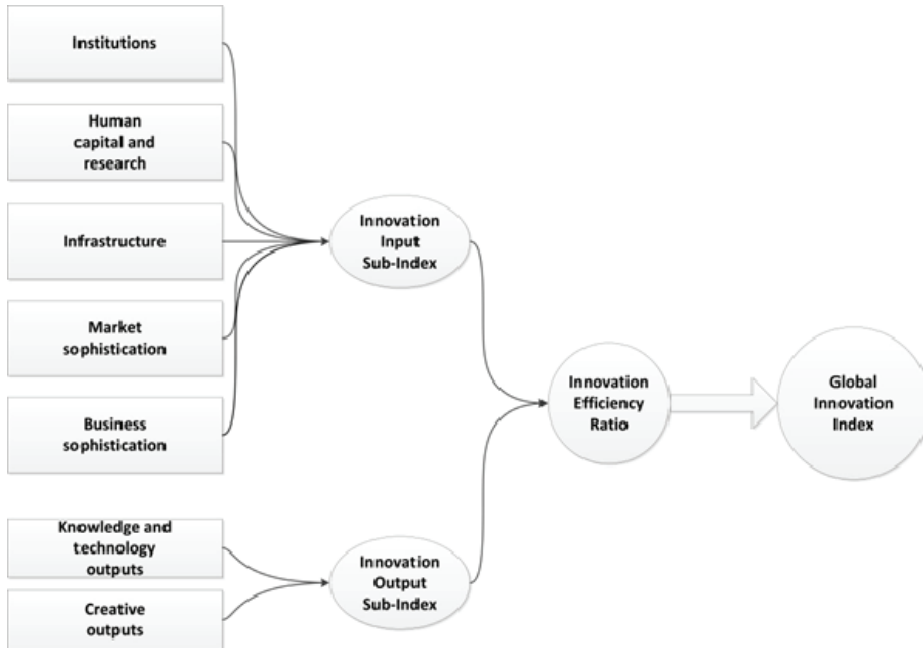 Institutions
Human
capital and
research
Infrastructure
Market
sophistication
Business
sophistication
Knowledge and
technology
outputs
Creative
outputs
Innovation
Input
Sub-Index
Innovation
Output
Sub-Index
Innovation
Efficiency
Ratio
Global
Innovation
Index